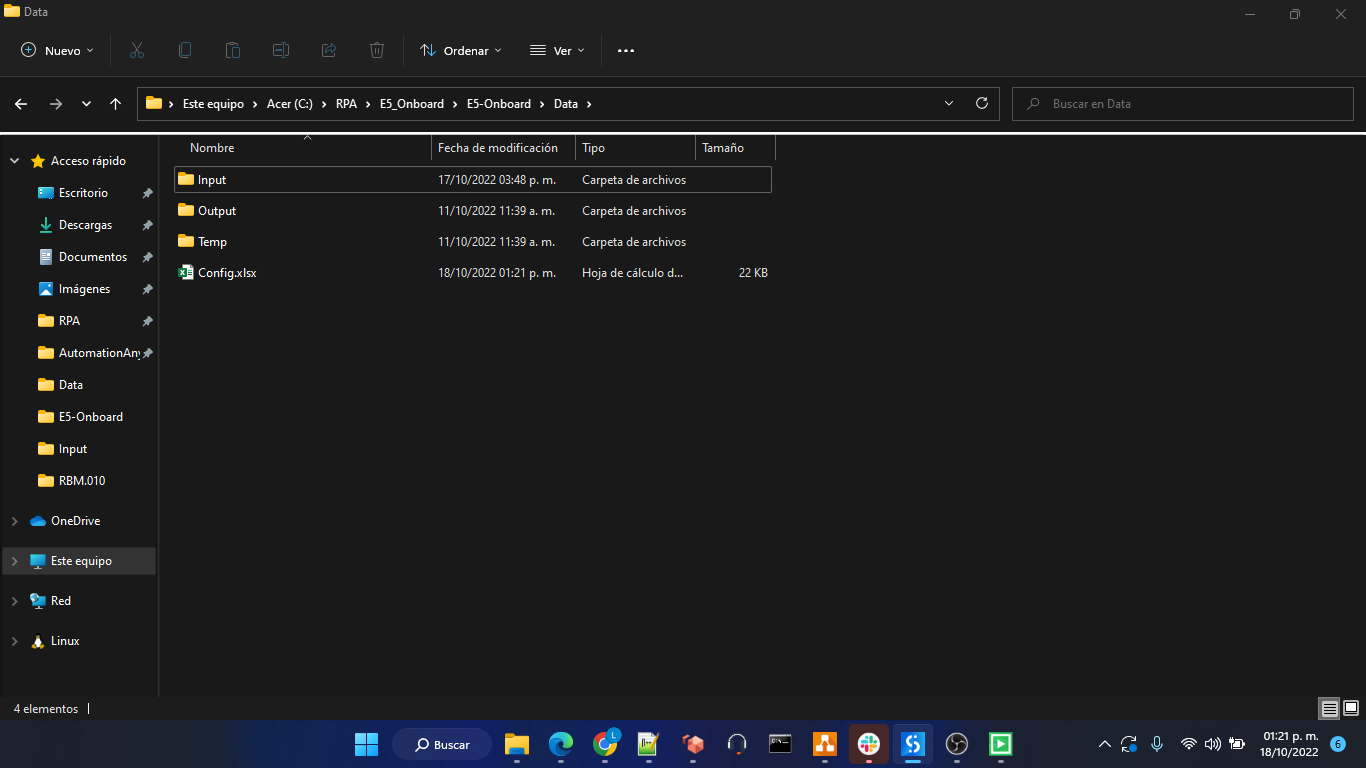 Data
Nuevo
Ordenar
Ver
Este equipo > Acer (C:) > RPA > E5_Onboard > E5-Onboard > Data >
Buscar en Data
Nombre Fecha de modificación Tipo Tamaño
Input 17/10/2022 03:48 p. m. Carpeta de archivos
Output 11/10/2022 11:39 a. m. Carpeta de archivos
Temp 11/10/2022 11:39 a. m. Carpeta de archivos
Config.xlsx 18/10/2022 01:21 p. m. Hoja de cálculo d... 22 KB
Acceso rápido
Escritorio
Descargas
Documentos
Imágenes
RPA
AutomationAny
Data
E5-Onboard
Input
RBM.010
OneDrive
Este equipo
Red
Linux
4 elementos
Buscar
L
01:21 p. m.
18/10/2022
6